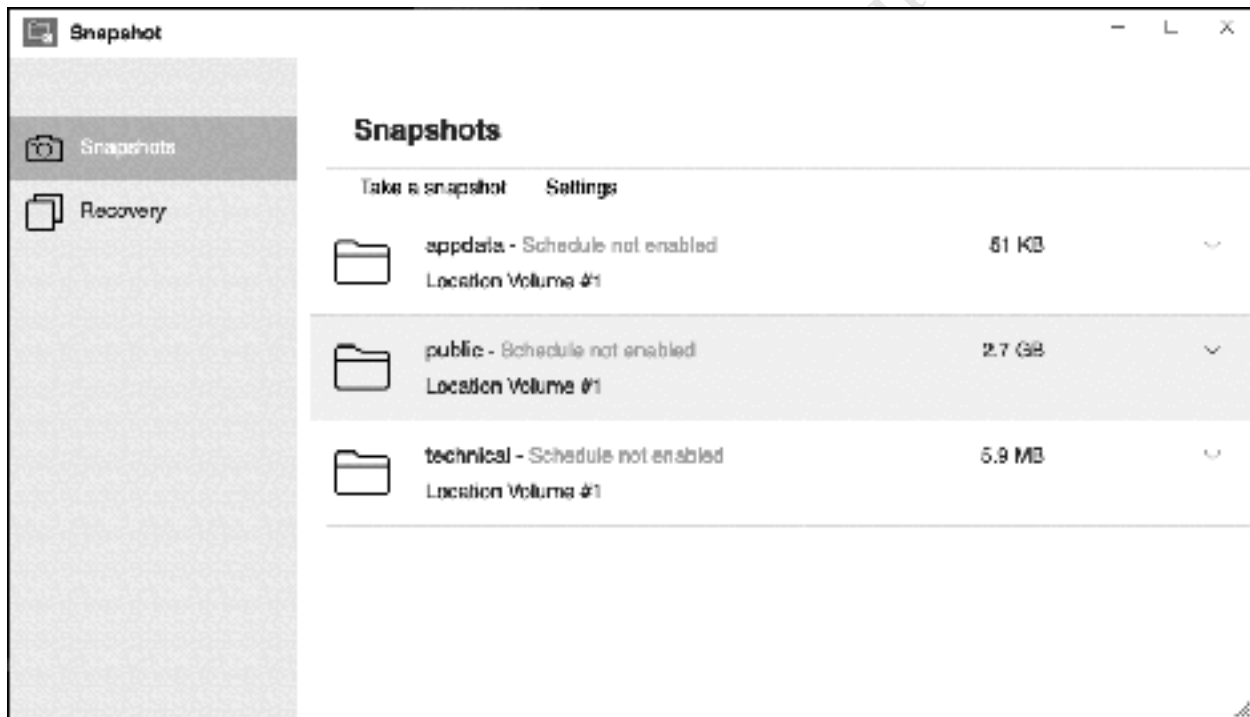 Snapshot
Snapshots
Recovery
Snapshots
Take a snapshot Settings
appdata - Schedule not enabled 51 KB
Location Volume #1
public - Schedule not enabled 2.7 GB
Location Volume #1
technical - Schedule not enabled 5.9 MB
Location Volume #1